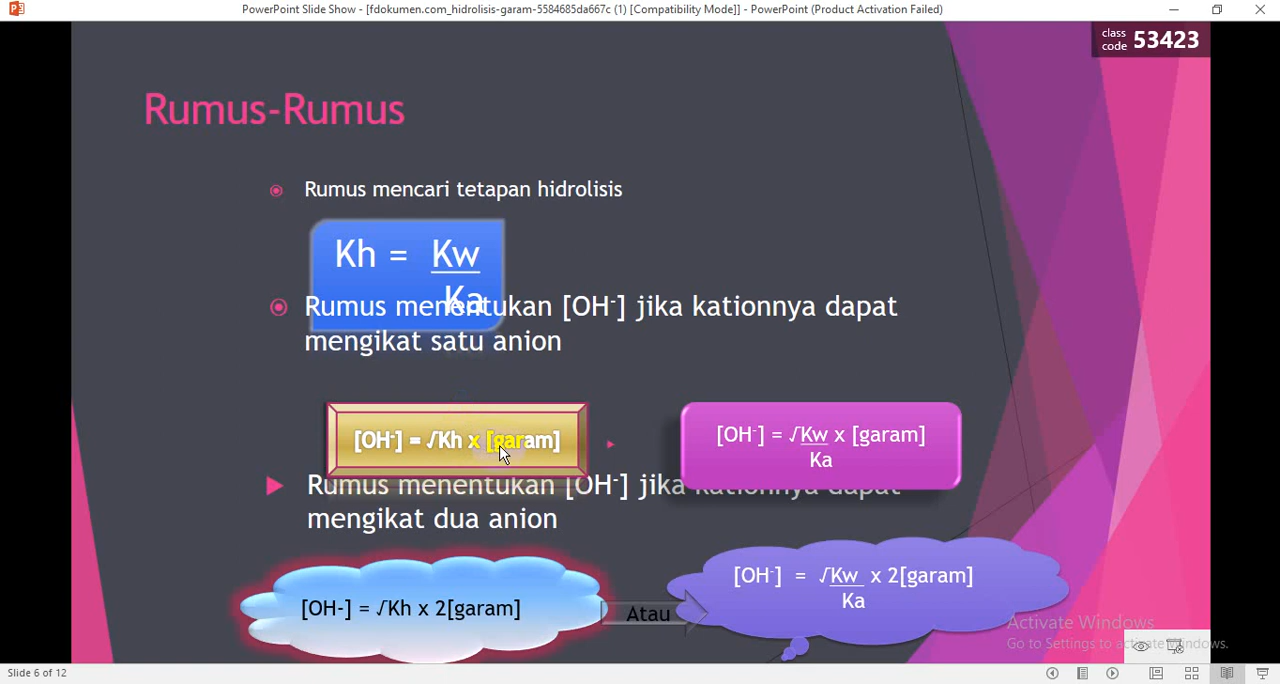 PowerPoint Slide Show - [fdokumen.com_hidrolisis-garam-5584685da667c (1) [Compatibility Mode]] - PowerPoint (Product Activation Failed)
class
code 53423
Rumus-Rumus
Rumus mencari tetapan hidrolisis
Kh = Kw
Ka
Rumus menentukan [OH⁻] jika kationnya dapat
mengikat satu anion
[OH⁻] = √Kh x [garam]
[OH⁻] = √Kw x [garam]
Ka
Rumus menentukan [OH⁻] jika kationnya dapat
mengikat dua anion
[OH-] = √Kh x 2[garam]
Atau
[OH⁻] = √Kw x 2[garam]
Ka
Activate Windows
Go to Settings to activate Windows.
Slide 6 of 12